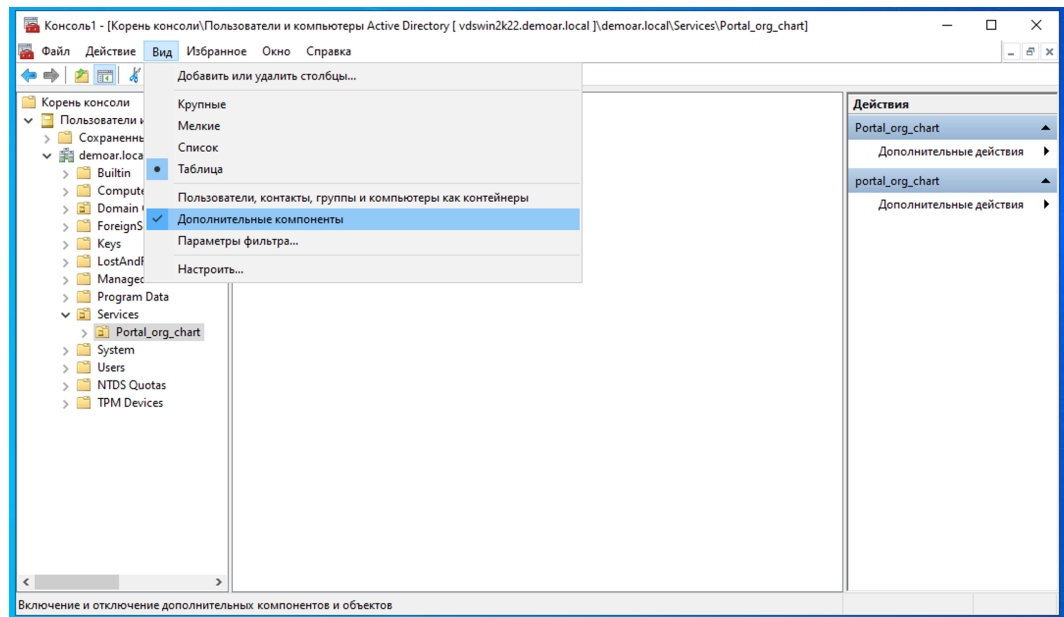 Консоль1 - [Корень консоли\Пользователи и компьютеры Active Directory [ vdswin2k22.demoar.local ]\demoar.local\Services\Portal_org_chart]
Файл Действие Вид Избранное Окно Справка
Добавить или удалить столбцы...
Крупные
Мелкие
Список
Таблица
Пользователи, контакты, группы и компьютеры как контейнеры
Дополнительные компоненты
Параметры фильтра...
Настроить...
Корень консоли
Пользователи и
Сохраненны
demoar.loca
Builtin
Compute
Domain
ForeignS
Keys
LostAndF
Managed
Program Data
Services
Portal_org_chart
System
Users
NTDS Quotas
TPM Devices
Действия
Portal_org_chart
Дополнительные действия
portal_org_chart
Дополнительные действия
Включение и отключение дополнительных компонентов и объектов